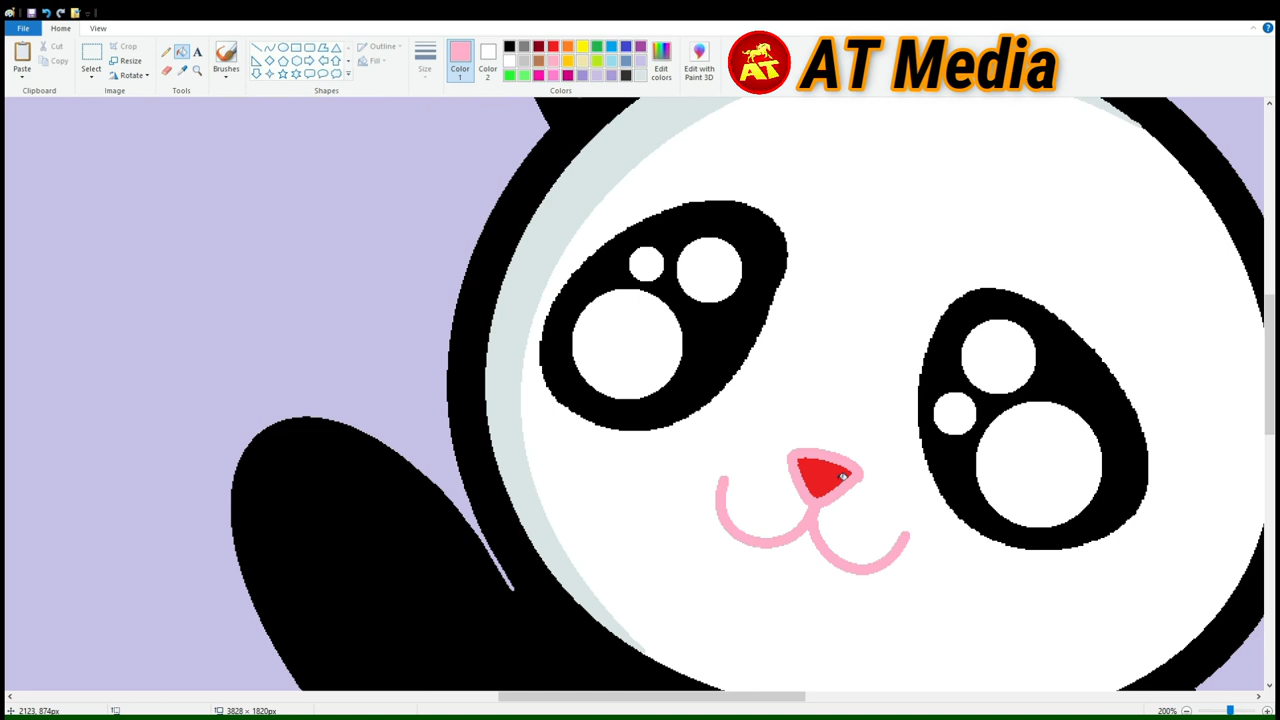 File
Home
View
Paste
Cut
Copy
Clipboard
Select
Crop
Resize
Rotate
Image
A
Tools
Brushes
Outline
Fill
Shapes
Size
Color 1
Color 2
Edit colors
Colors
Edit with Paint 3D
AT
AT Media
2123, 874px
3828 × 1820px
200%